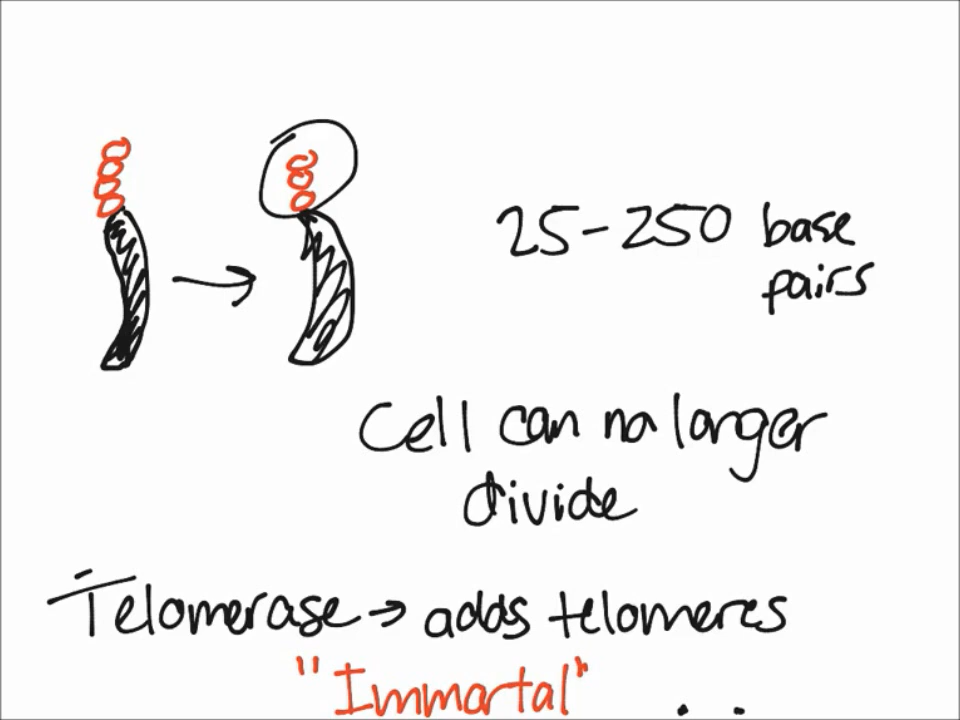 25-250 base
pairs
Cell can no longer
divide
Telomerase → adds telomeres
"Immortal"